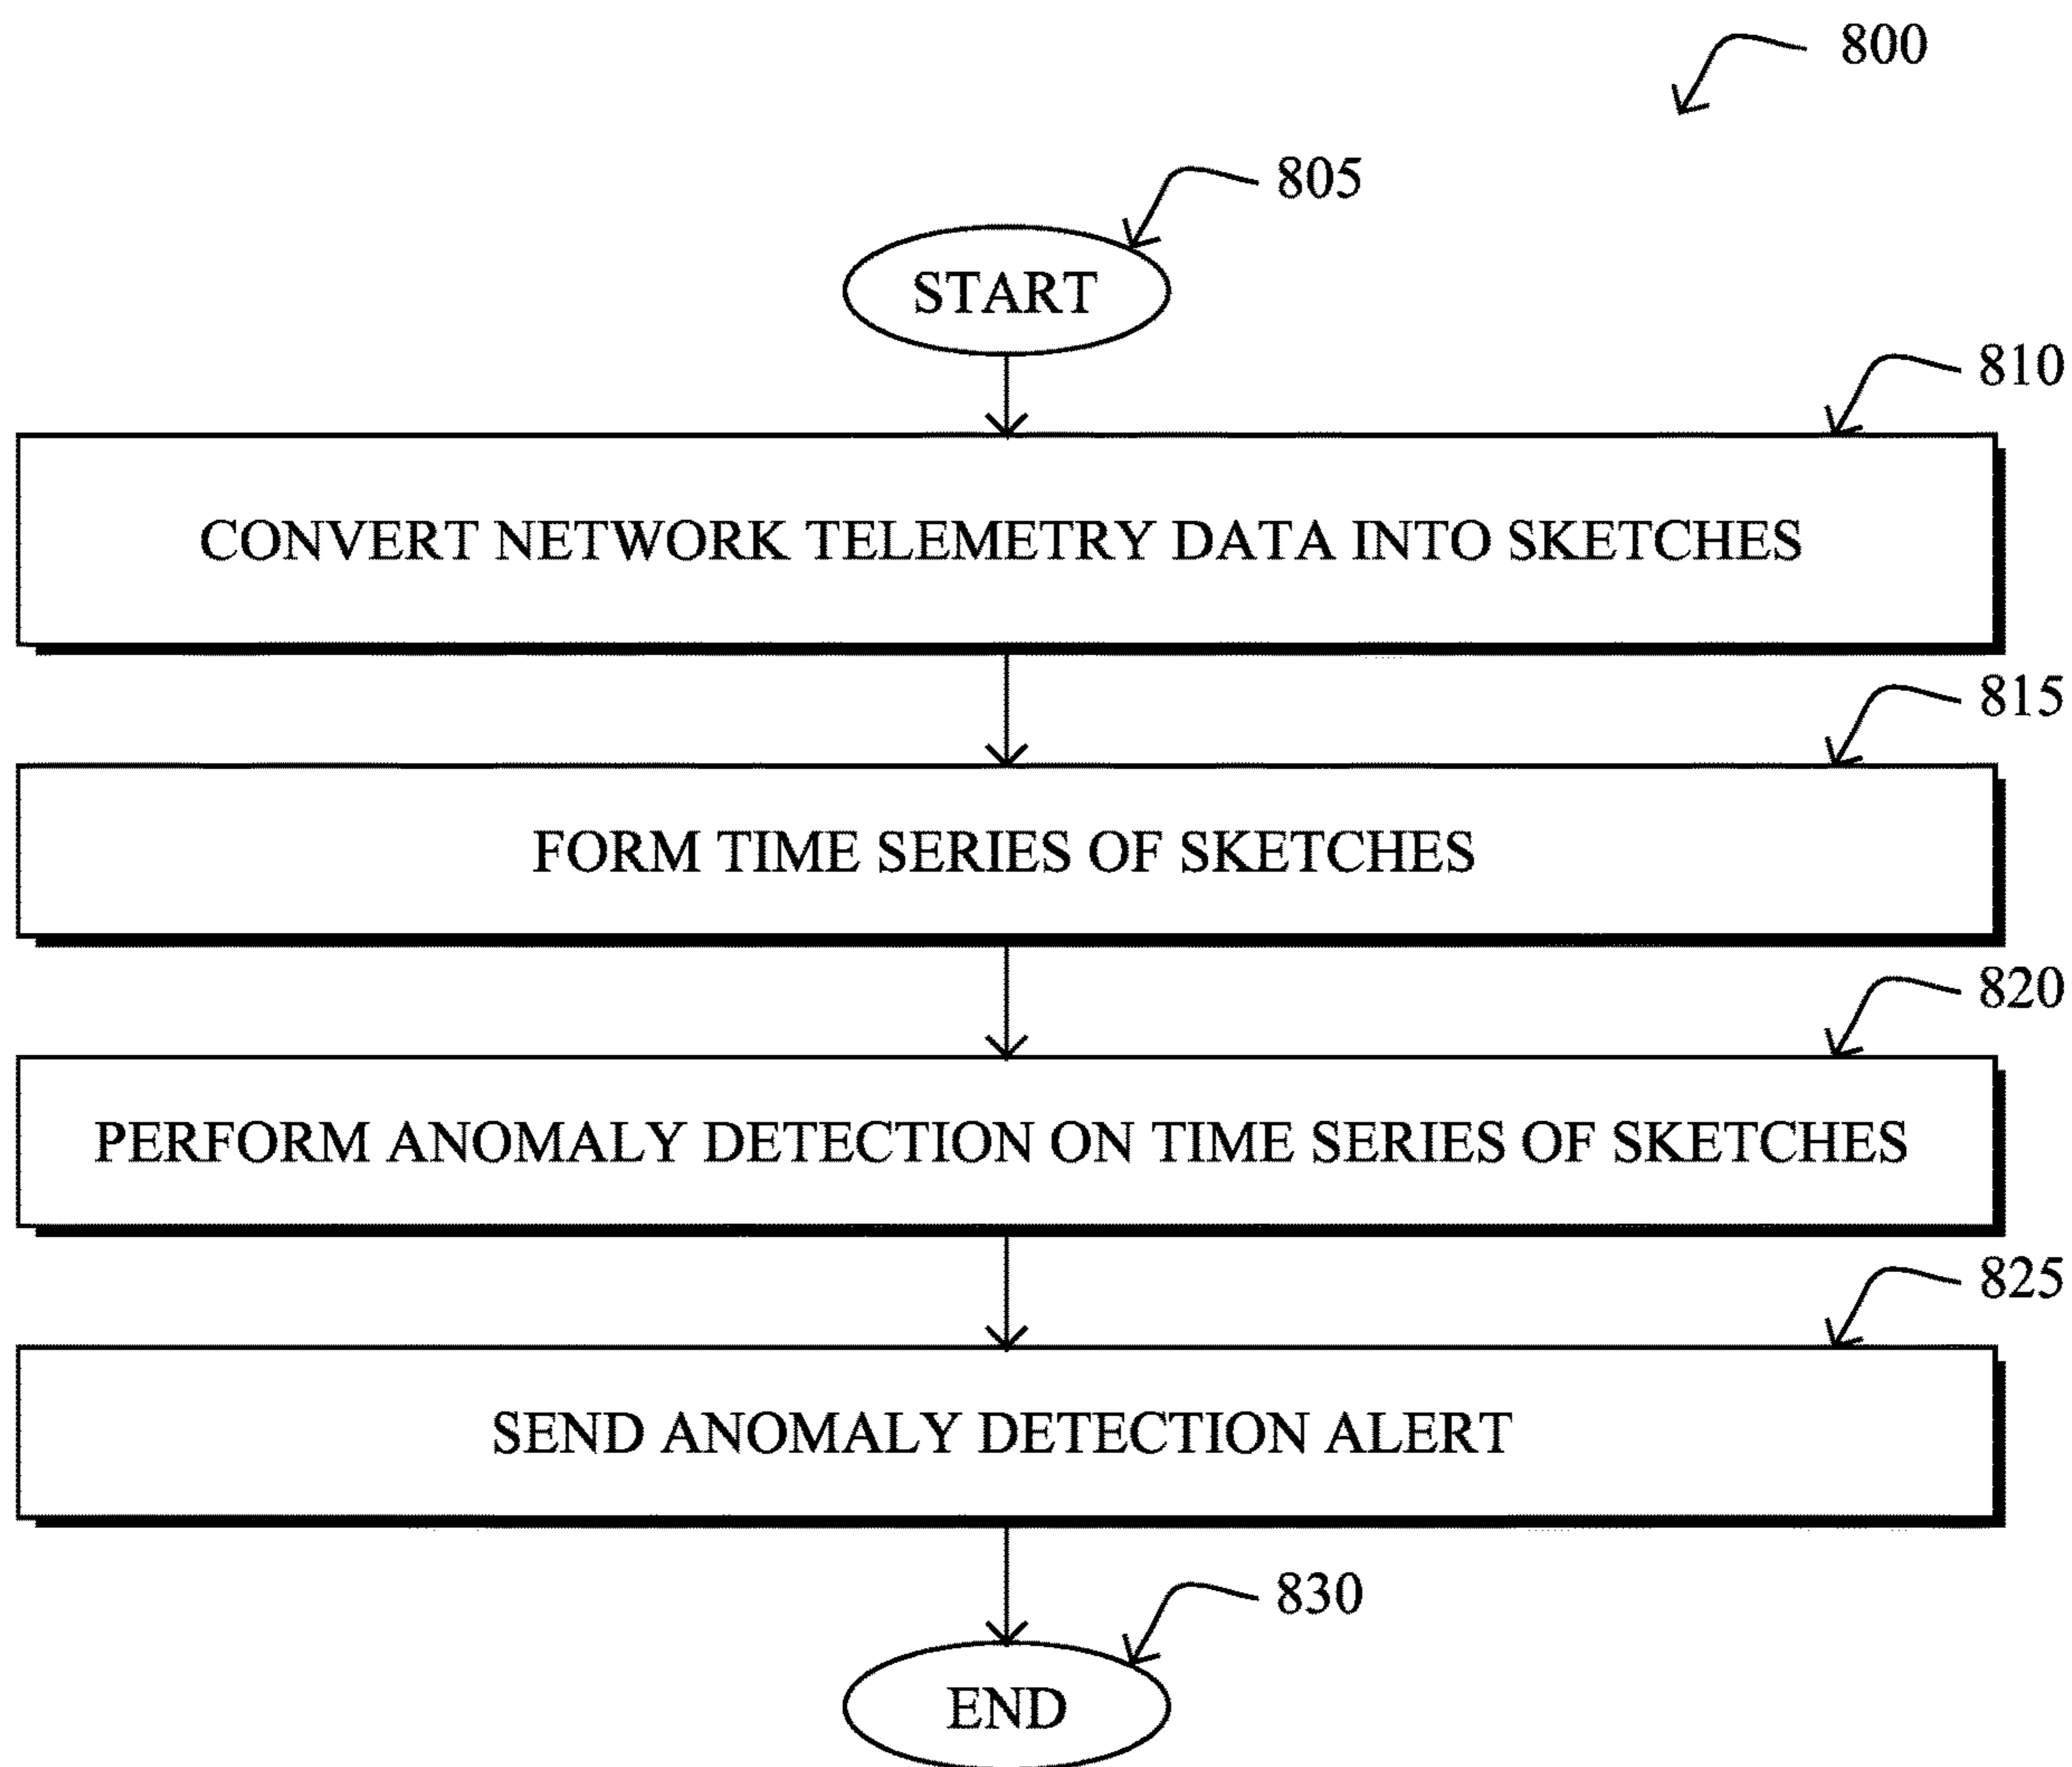 800
805
START
810
CONVERT NETWORK TELEMETRY DATA INTO SKETCHES
815
FORM TIME SERIES OF SKETCHES
820
PERFORM ANOMALY DETECTION ON TIME SERIES OF SKETCHES
825
SEND ANOMALY DETECTION ALERT
830
END